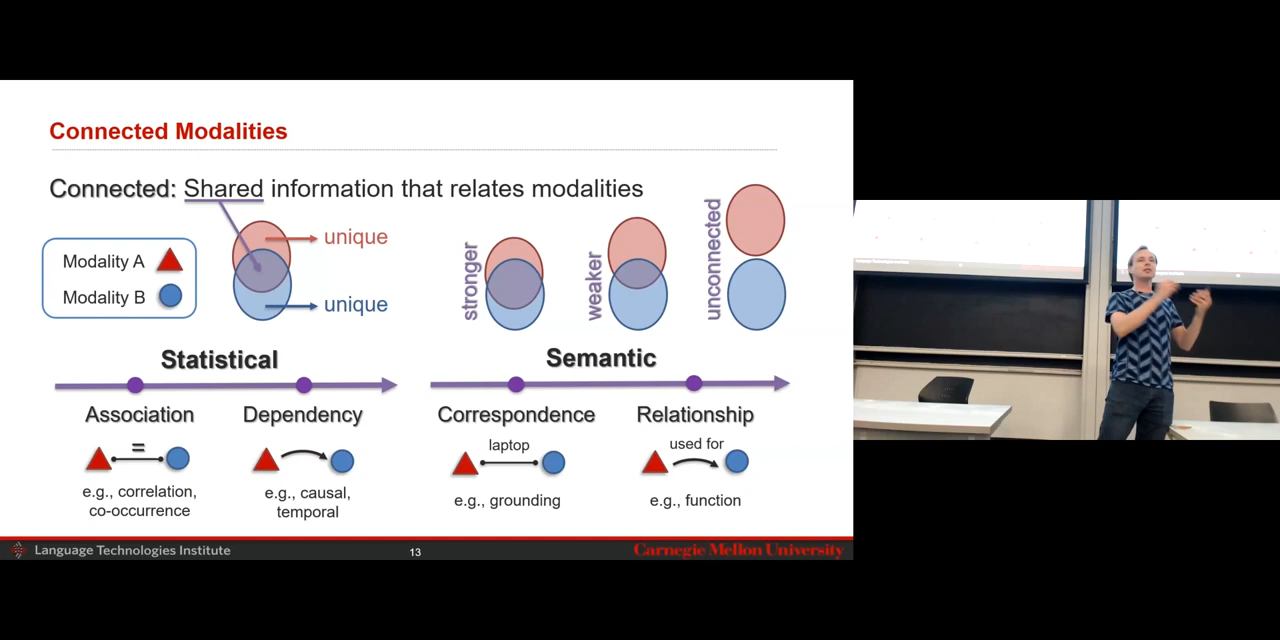 Connected Modalities
Connected: Shared information that relates modalities
Modality A
Modality B
unique
unique
stronger
weaker
unconnected
Statistical
Semantic
Association
Dependency
Correspondence
Relationship
=
laptop
used for
e.g., correlation,
co-occurrence
e.g., causal,
temporal
e.g., grounding
e.g., function
Language Technologies Institute
13
Carnegie Mellon University